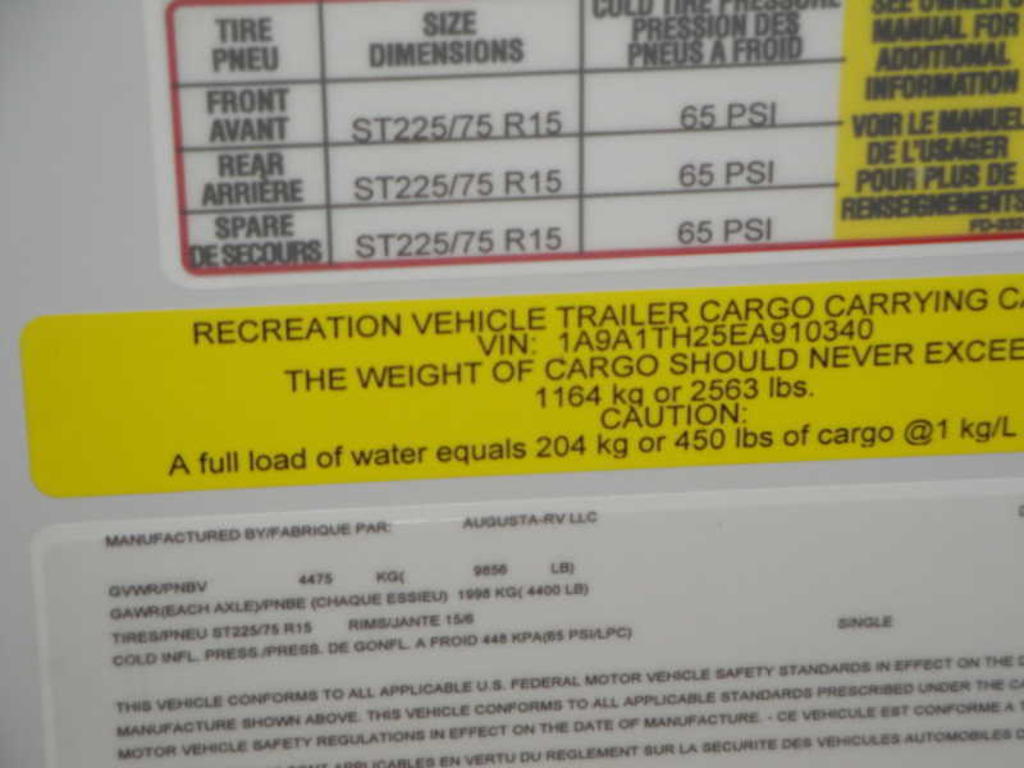 TIRE SIZE COLD TIRE PRESSURE SEE OWNER'S
PNEU DIMENSIONS PRESSION DES MANUAL FOR
PNEUS A FROID ADDITIONAL
INFORMATION
FRONT
AVANT ST225/75 R15 65 PSI VOIR LE MANUEL
REAR DE L'USAGER
ARRIÈRE ST225/75 R15 65 PSI POUR PLUS DE
SPARE RENSEIGNEMENTS
DE SECOURS ST225/75 R15 65 PSI
RECREATION VEHICLE TRAILER CARGO CARRYING
VIN: 1A9A1TH25EA910340
THE WEIGHT OF CARGO SHOULD NEVER EXCEE
1164 kg or 2563 lbs.
CAUTION:
A full load of water equals 204 kg or 450 lbs of cargo @1 kg/L
MANUFACTURED BY/FABRIQUE PAR: AUGUSTA-RV LLC
GVWR/PNBV 4475 KG( 9856 LB)
GAWR(EACH AXLE)/PNBE (CHAQUE ESSIEU) 1998 KG( 4400 LB)
TIRES/PNEU ST225/75 R15 RIMS/JANTE 15/6 SINGLE
COLD INFL. PRESS./PRESS. DE GONFL. A FROID 448 KPA(65 PSI/LPC)
THIS VEHICLE CONFORMS TO ALL APPLICABLE U.S. FEDERAL MOTOR VEHICLE SAFETY STANDARDS IN EFFECT ON THE
MANUFACTURE SHOWN ABOVE. THIS VEHICLE CONFORMS TO ALL APPLICABLE STANDARDS PRESCRIBED UNDER THE
MOTOR VEHICLE SAFETY REGULATIONS IN EFFECT ON THE DATE OF MANUFACTURE. - CE VEHICULE EST CONFORME A
APPLICABLES EN VERTU DU REGLEMENT SUR LA SECURITE DES VEHICULES AUTOMOBILES